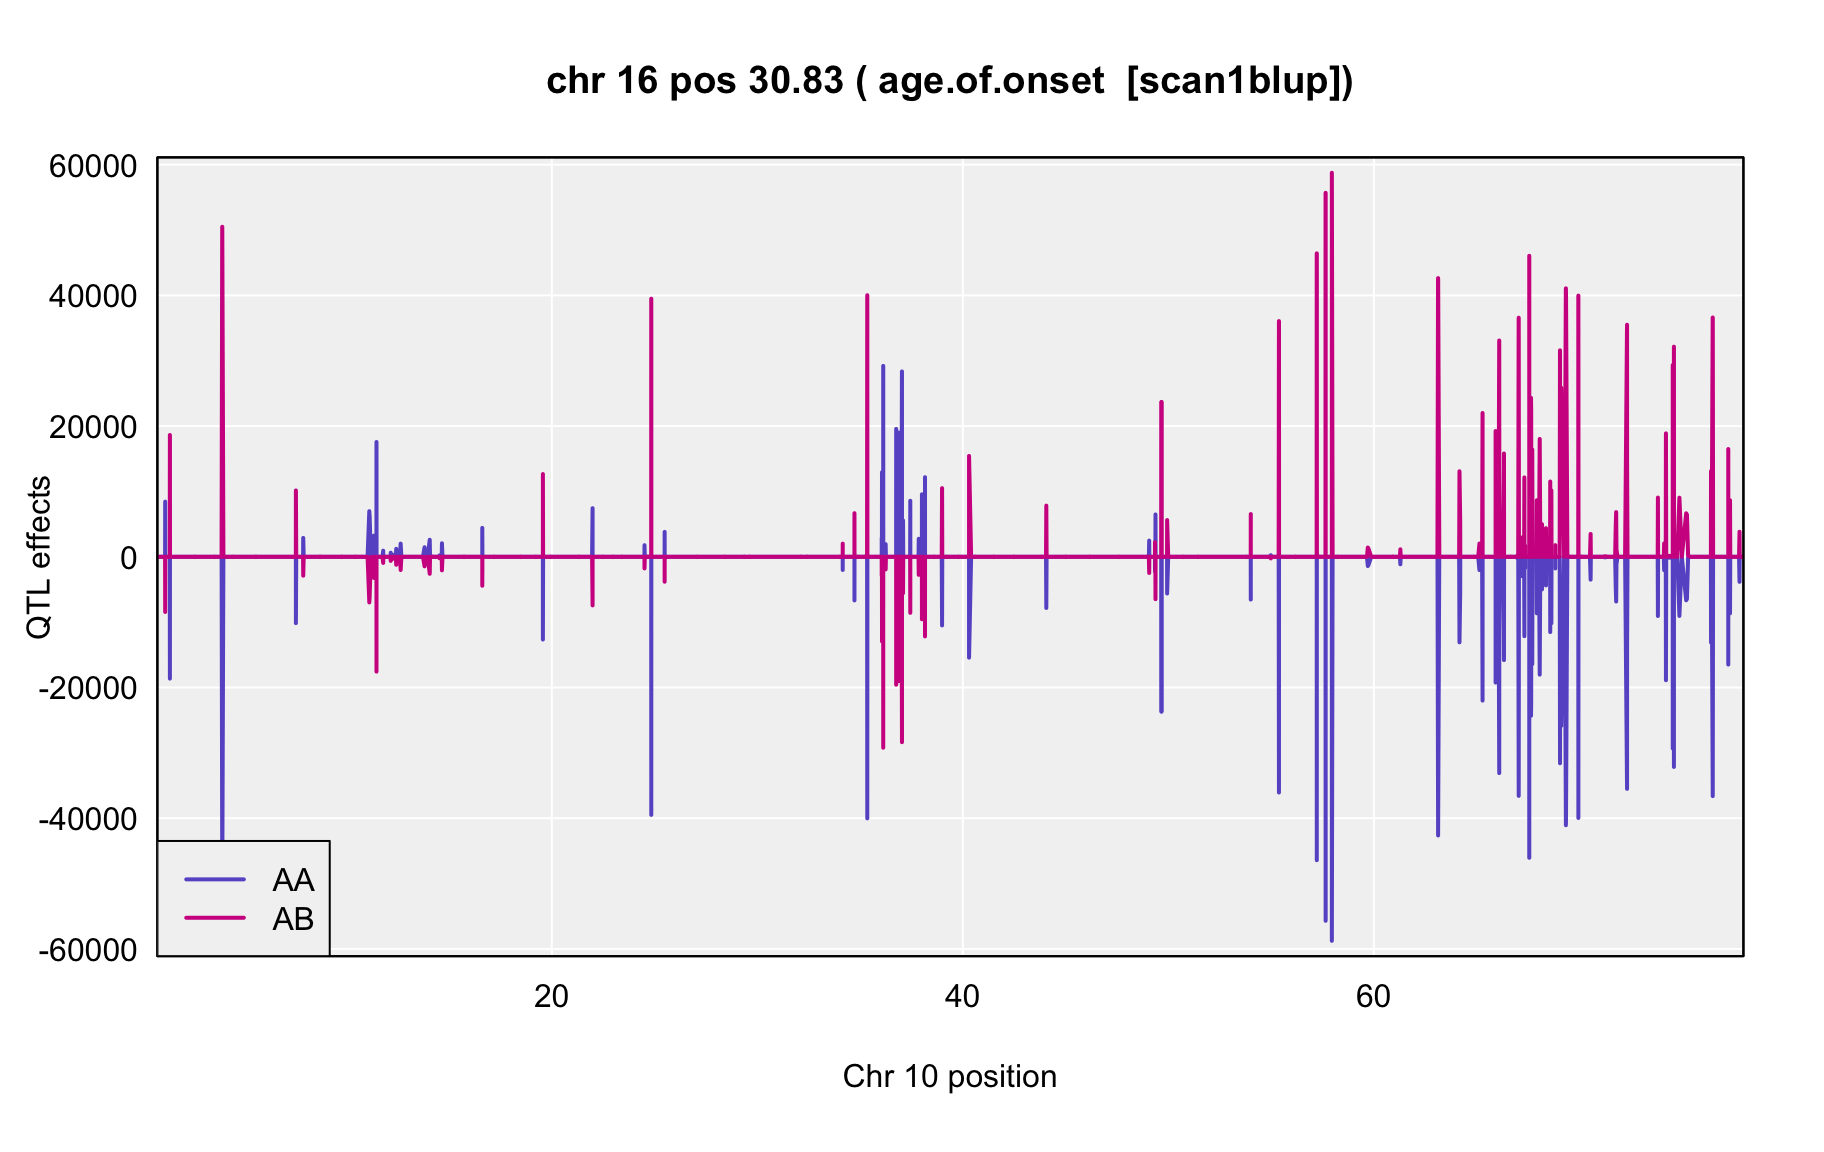 chr 16 pos 30.83 ( age.of.onset  [scan1blup])
60000
40000
20000
0
-20000
-40000
-60000
QTL effects
AA
AB
20 40 60
Chr 10 position